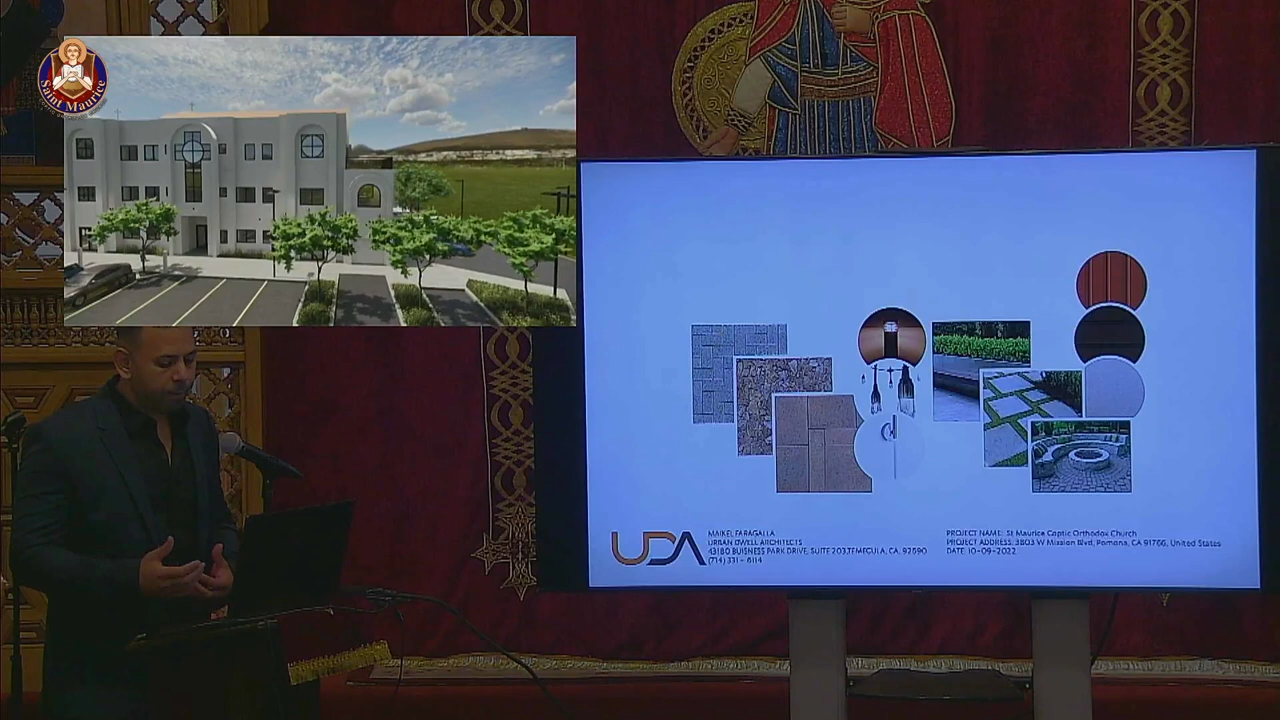 Saint Maurice
UDA
MAIKEL FARAGALLA
URBAN DWELL ARCHITECTS
43180 BUISNESS PARK DRIVE, SUITE 203,TEMECULA, CA, 92590
(714) 331 - 6114
PROJECT NAME: St Maurice Coptic Orthodox Church
PROJECT ADDRESS: 3803 W Mission Blvd, Pomona, CA 91766, United States
DATE: 10-09-2022